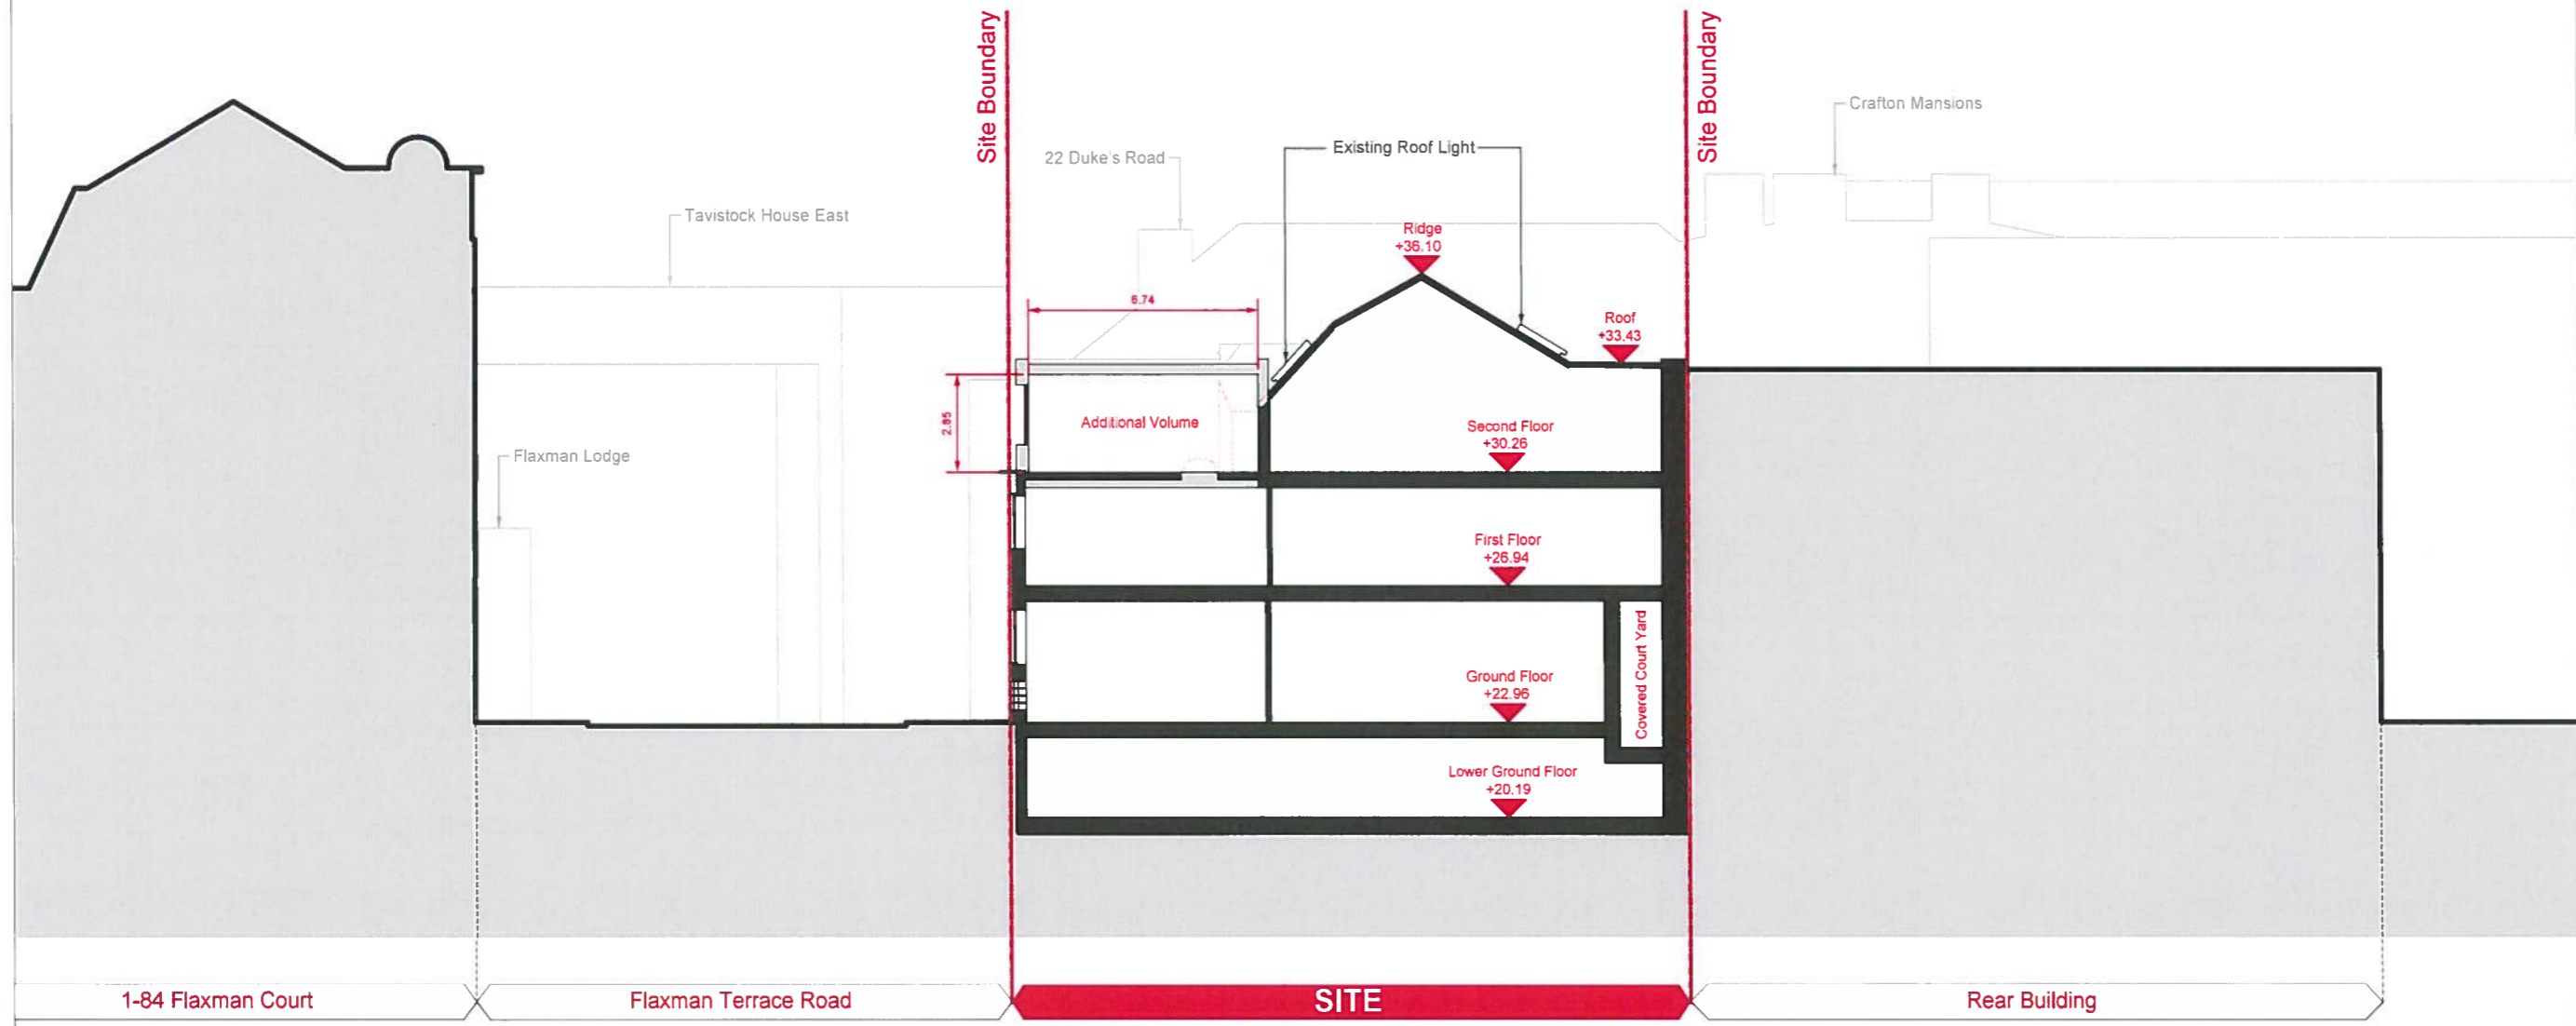 Site Boundary
Site Boundary
Crafton Mansions
22 Duke's Road
Existing Roof Light
Tavistock House East
Ridge
+36.10
6.74
Roof
+33.43
2.85
Additional Volume
Second Floor
+30.26
Flaxman Lodge
First Floor
+26.94
Covered Court Yard
Ground Floor
+22.96
Lower Ground Floor
+20.19
1-84 Flaxman Court
Flaxman Terrace Road
SITE
Rear Building